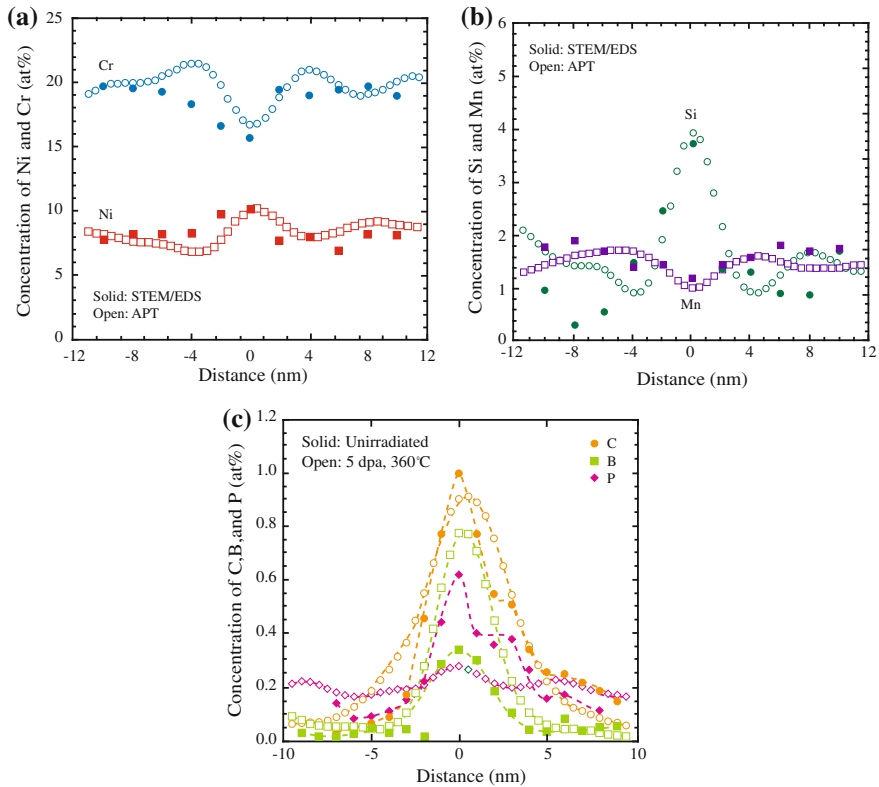 (a)
Concentration of Ni and Cr (at%)
25
20
15
10
5
0
Cr
Ni
Solid: STEM/EDS
Open: APT
-12 -8 -4 0 4 8 12
Distance (nm)
(b)
Concentration of Si and Mn (at%)
6
5
4
3
2
1
0
Solid: STEM/EDS
Open: APT
Si
Mn
-12 -8 -4 0 4 8 12
Distance (nm)
(c)
Concentration of C,B,and P (at%)
1.2
1.0
0.8
0.6
0.4
0.2
0.0
Solid: Unirradiated
Open: 5 dpa, 360℃
C
B
P
-10 -5 0 5 10
Distance (nm)